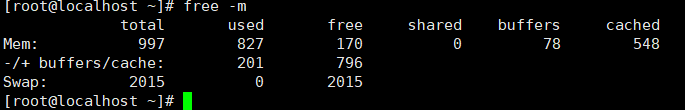 [root@localhost ~]# free -m
total used free shared buffers cached
Mem: 997 827 170 0 78 548
-/+ buffers/cache: 201 796
Swap: 2015 0 2015
[root@localhost ~]#